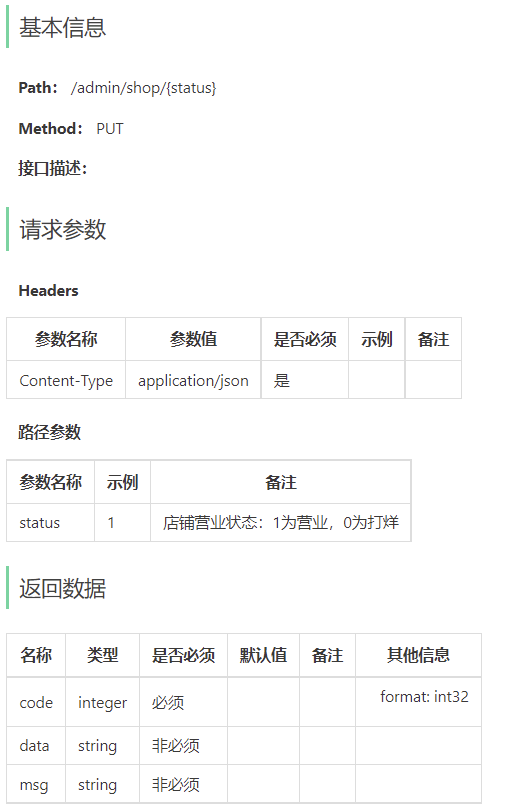 基本信息
Path： /admin/shop/{status}
Method： PUT
接口描述：
请求参数
Headers
参数名称 参数值 是否必须 示例 备注
Content-Type application/json 是
路径参数
参数名称 示例 备注
status 1 店铺营业状态：1为营业，0为打烊
返回数据
名称 类型 是否必须 默认值 备注 其他信息
code integer 必须 format: int32
data string 非必须
msg string 非必须